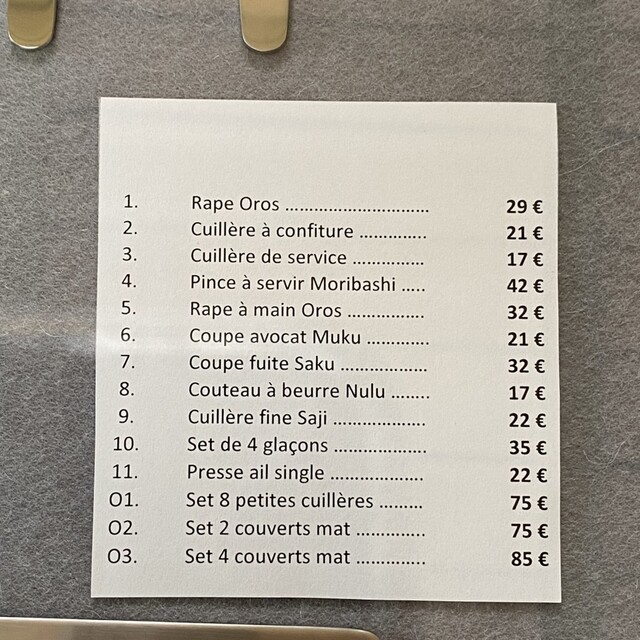 1. Rape Oros ................................. 29 €
2. Cuillère à confiture ............... 21 €
3. Cuillère de service ................. 17 €
4. Pince à servir Moribashi ..... 42 €
5. Rape à main Oros .................. 32 €
6. Coupe avocat Muku .............. 21 €
7. Coupe fuite Saku .................... 32 €
8. Couteau à beurre Nulu ......... 17 €
9. Cuillère fine Saji ...................... 22 €
10. Set de 4 glaçons ...................... 35 €
11. Presse ail single ...................... 22 €
O1. Set 8 petites cuillères .......... 75 €
O2. Set 2 couverts mat ................ 75 €
O3. Set 4 couverts mat ................ 85 €